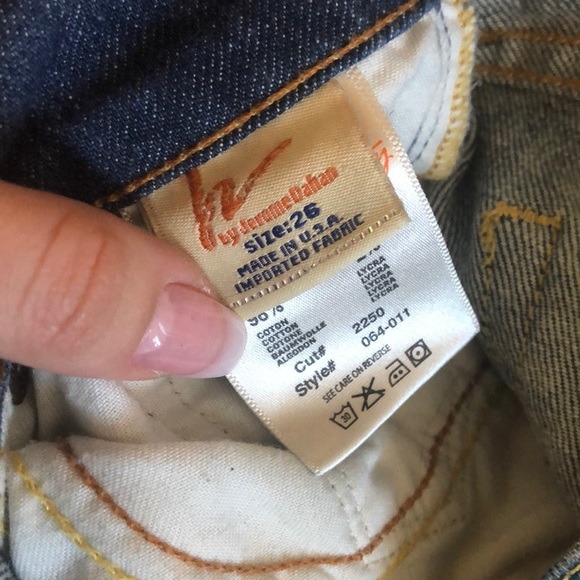 by Jerome Dahan
Size:26
MADE IN U.S.A.
IMPORTED FABRIC
LYCRA
LYCRA
LYCRA
LYCRA
COTON
COTTON
COTONE
BAUMWOLLE
ALGODON
Cut# 2250
Style# 064-011
SEE CARE ON REVERSE
30